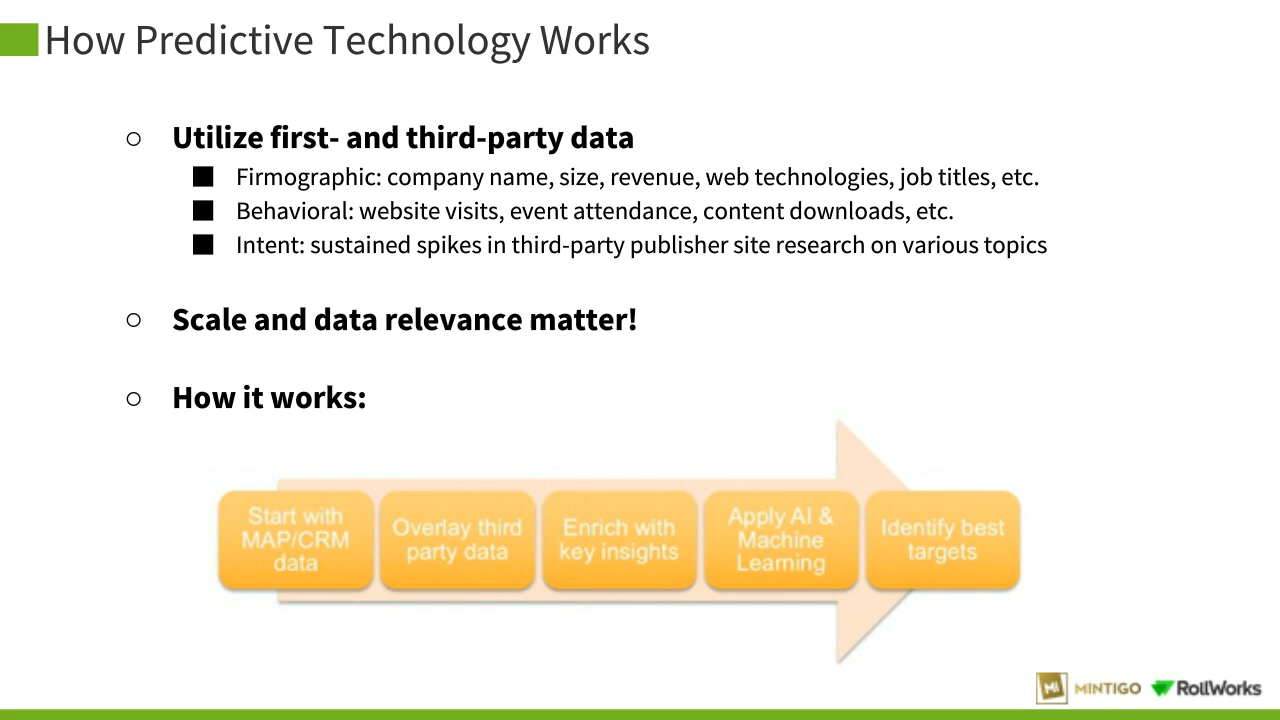 How Predictive Technology Works
○ Utilize first- and third-party data
■ Firmographic: company name, size, revenue, web technologies, job titles, etc.
■ Behavioral: website visits, event attendance, content downloads, etc.
■ Intent: sustained spikes in third-party publisher site research on various topics
○ Scale and data relevance matter!
○ How it works:
Start with
MAP/CRM
data
Overlay third
party data
Enrich with
key insights
Apply AI &
Machine
Learning
Identify best
targets
MINTIGO RollWorks